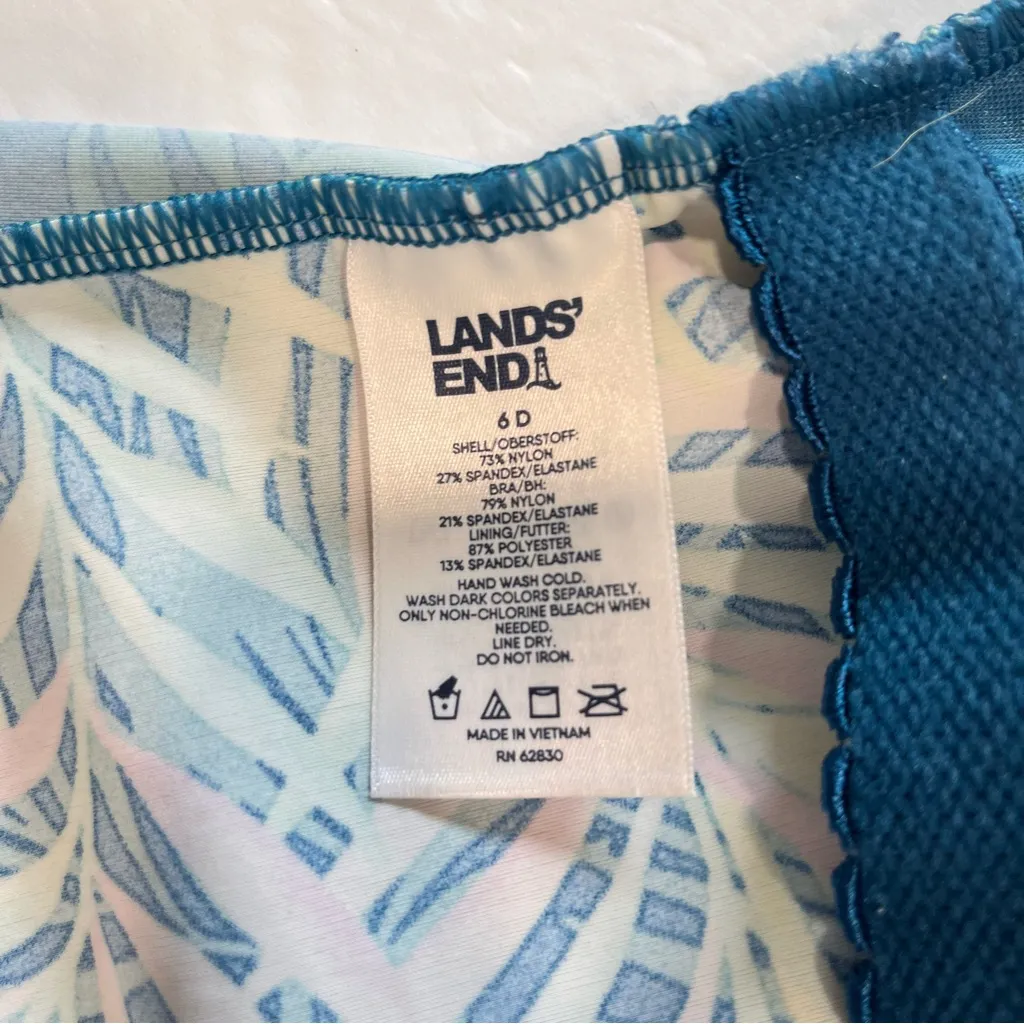 LANDS'
END
6 D
SHELL/OBERSTOFF:
73% NYLON
27% SPANDEX/ELASTANE
BRA/BH:
79% NYLON
21% SPANDEX/ELASTANE
LINING/FUTTER:
87% POLYESTER
13% SPANDEX/ELASTANE
HAND WASH COLD.
WASH DARK COLORS SEPARATELY.
ONLY NON-CHLORINE BLEACH WHEN
NEEDED.
LINE DRY.
DO NOT IRON.
MADE IN VIETNAM
RN 62830